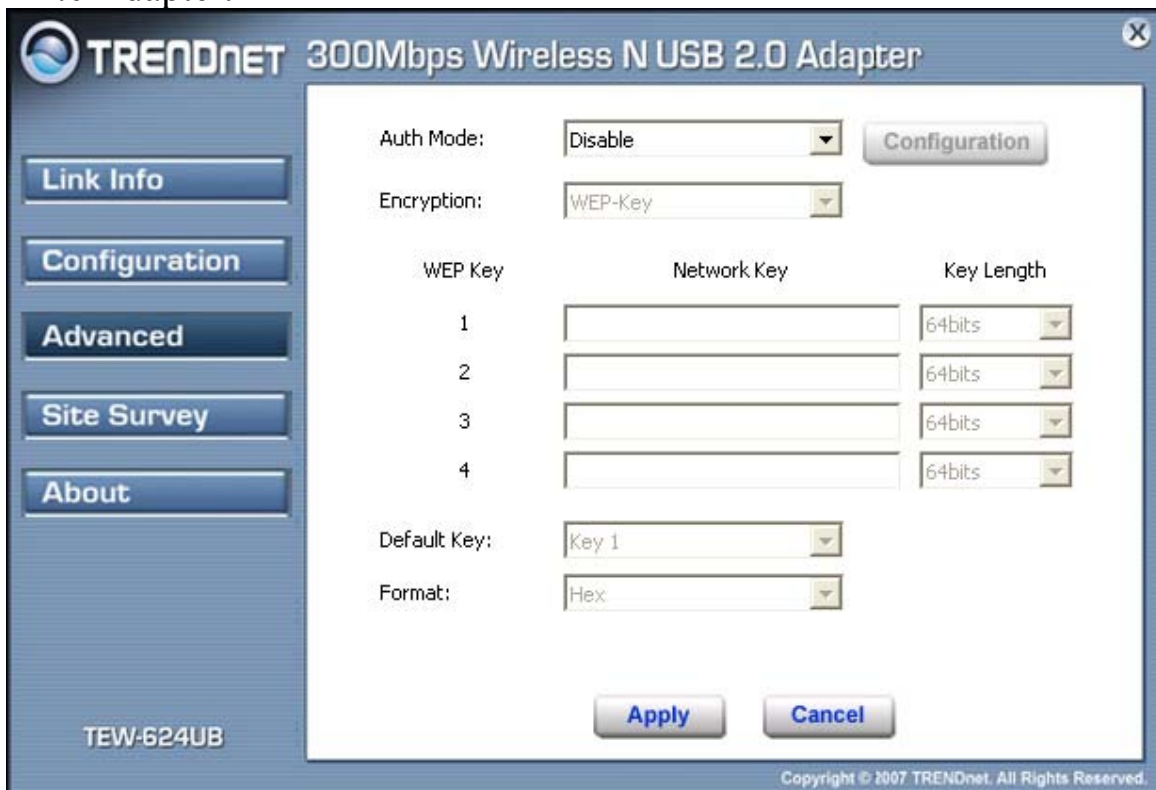 TRENDnet 300Mbps Wireless N USB 2.0 Adapter
Link Info
Configuration
Advanced
Site Survey
About
TEW-624UB
Auth Mode: Disable Configuration
Encryption: WEP-Key
WEP Key Network Key Key Length
1 64bits
2 64bits
3 64bits
4 64bits
Default Key: Key 1
Format: Hex
Apply Cancel
Copyright © 2007 TRENDnet. All Rights Reserved.